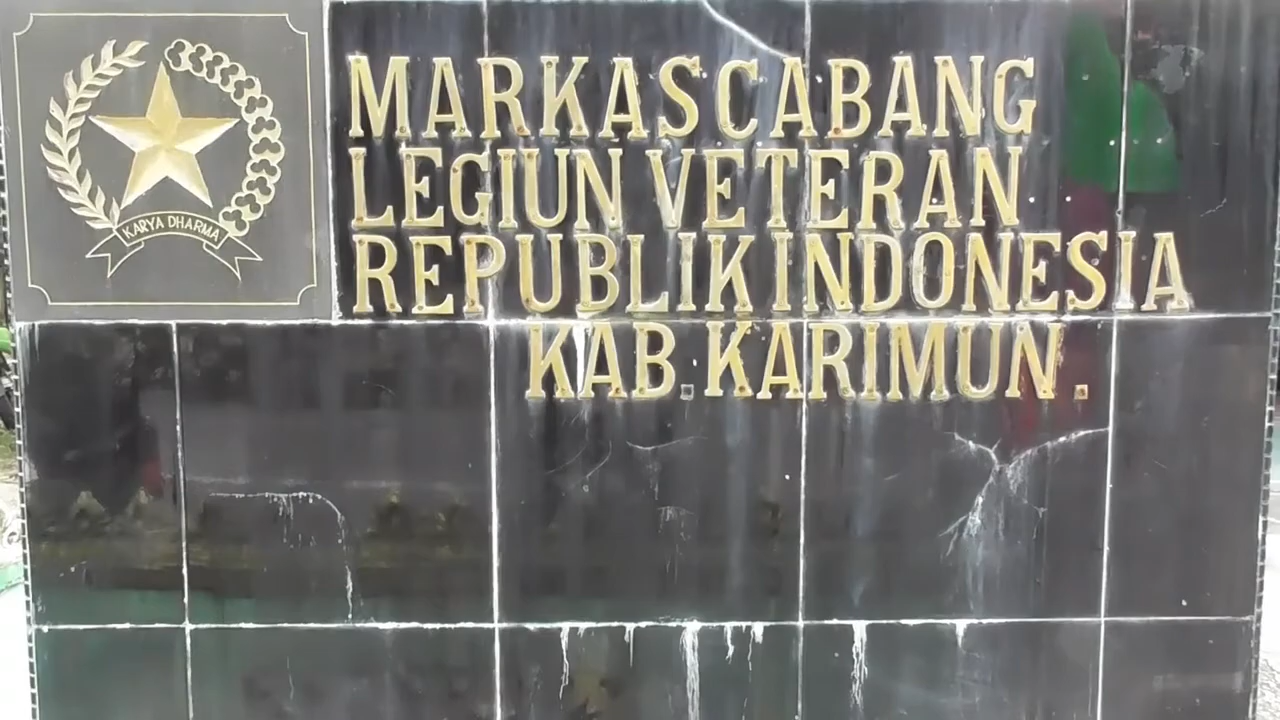 KARYA DHARMA
MARKAS CABANG
LEGIUN VETERAN
REPUBLIK INDONESIA
KAB. KARIMUN.